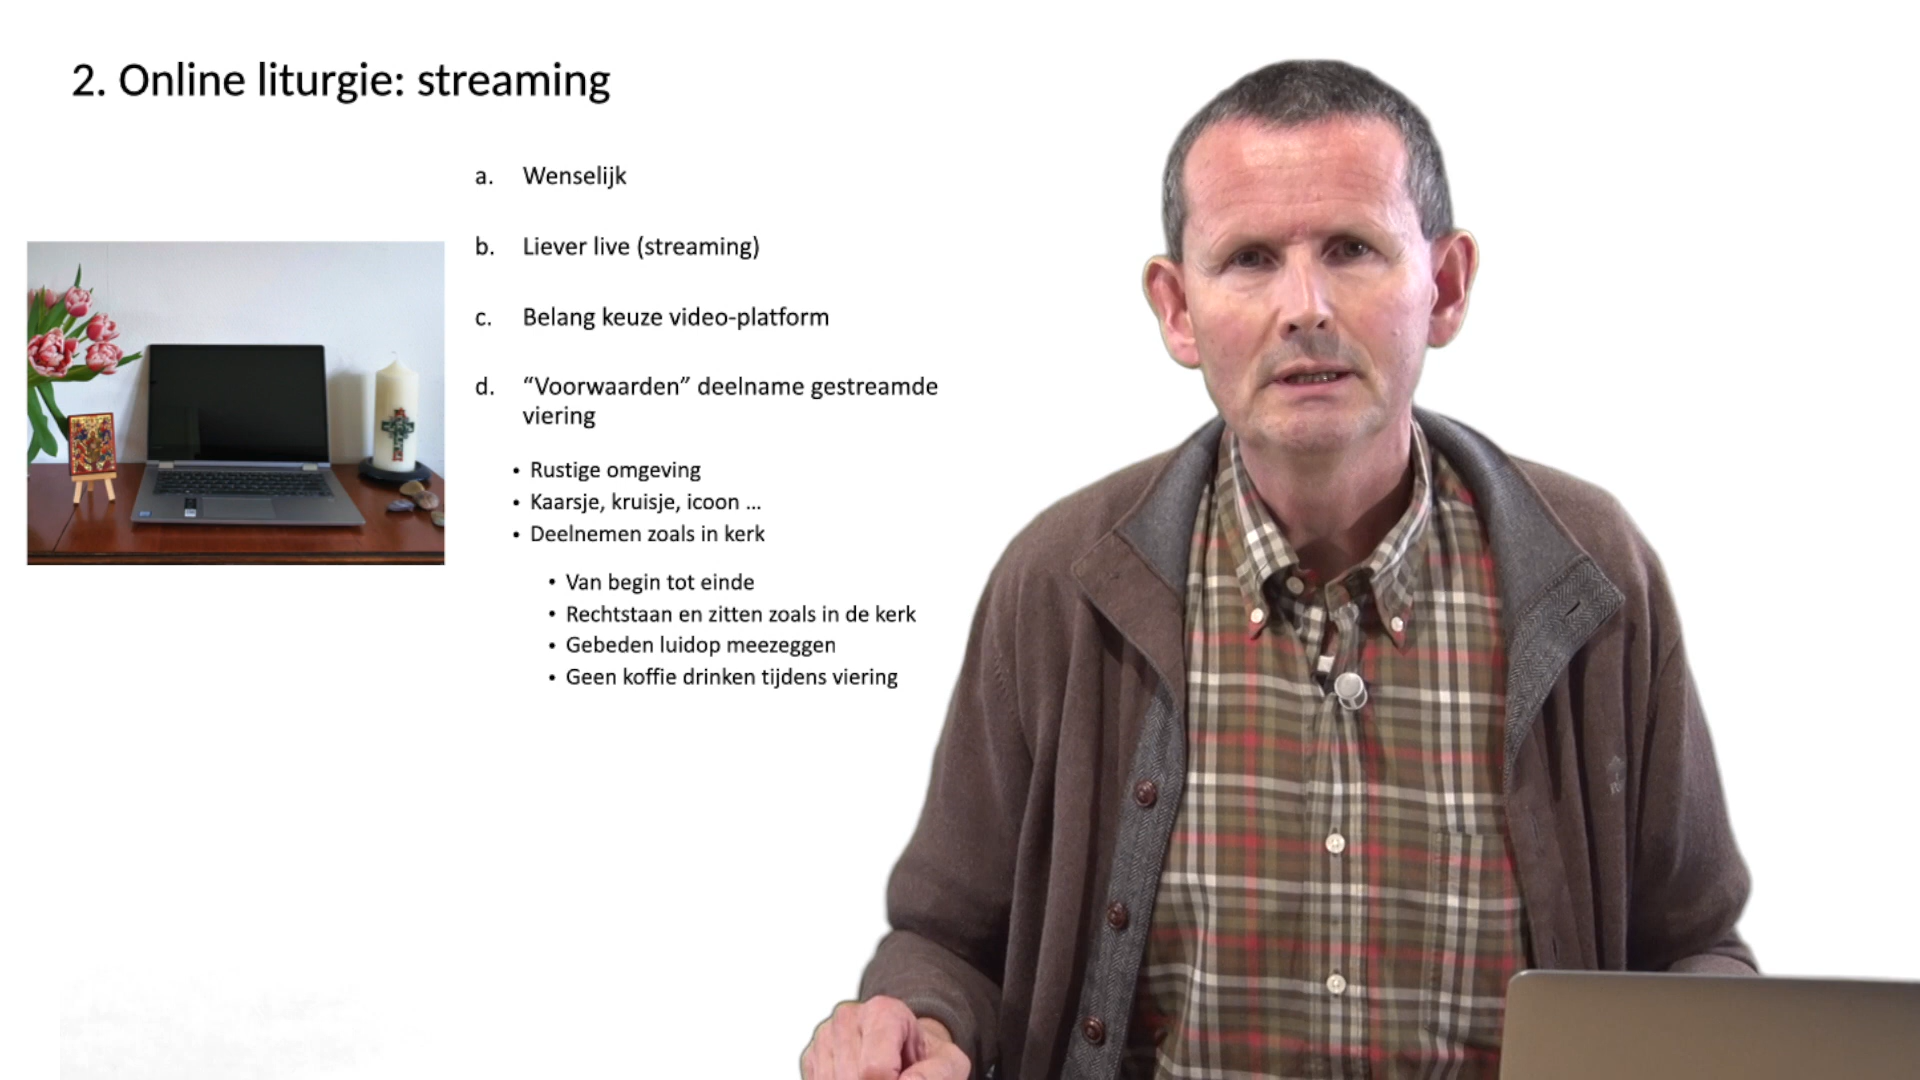 2. Online liturgie: streaming
a. Wenselijk
b. Liever live (streaming)
c. Belang keuze video-platform
d. “Voorwaarden” deelname gestreamde
viering
• Rustige omgeving
• Kaarsje, kruisje, icoon ...
• Deelnemen zoals in kerk
• Van begin tot einde
• Rechtstaan en zitten zoals in de kerk
• Gebeden luidop meezeggen
• Geen koffie drinken tijdens viering